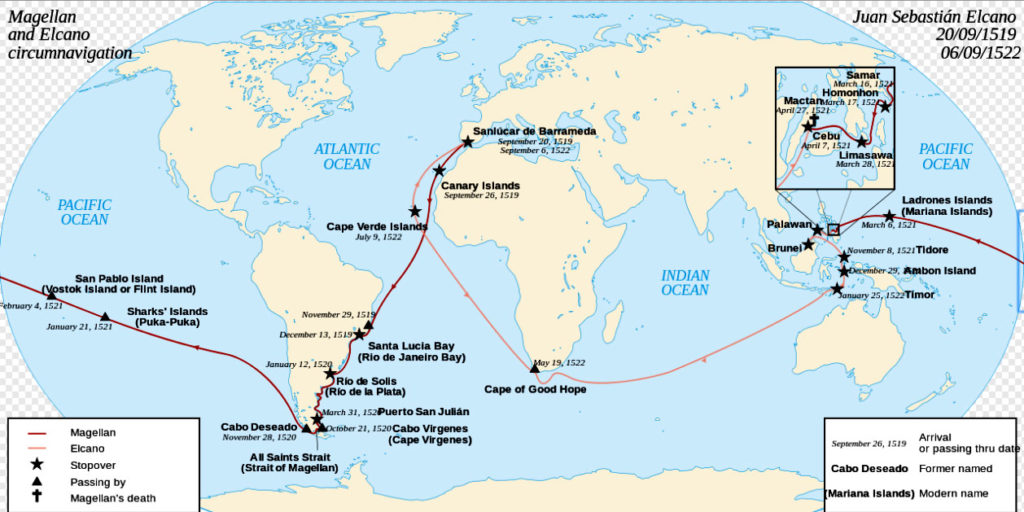 Magellan
and Elcano
circumnavigation
Juan Sebastián Elcano
20/09/1519
06/09/1522
Samar
March 16, 1521
Homonhon
March 17, 1521
Mactan
April 27, 1521
Cebu
April 7, 1521
Limasawa
March 28, 1521
Sanlúcar de Barrameda
September 20, 1519
September 6, 1522
ATLANTIC
OCEAN
PACIFIC
OCEAN
Canary Islands
September 26, 1519
PACIFIC
OCEAN
Ladrones Islands
(Mariana Islands)
March 6, 1521
Cape Verde Islands
July 9, 1522
Palawan
Brunei
November 8, 1521 Tidore
December 29, Ambon Island
January 25, 1522 Timor
INDIAN
OCEAN
San Pablo Island
(Vostok Island or Flint Island)
February 4, 1521
Sharks' Islands
(Puka-Puka)
January 21, 1521
November 29, 1519
December 13, 1519
Santa Lucia Bay
(Rio de Janeiro Bay)
January 12, 1520
Río de Solis
(Río de la Plata)
May 19, 1522
Cape of Good Hope
March 31, 1520 Puerto San Julián
Cabo Deseado
November 28, 1520
October 21, 1520 Cabo Virgenes
(Cape Virgenes)
All Saints Strait
(Strait of Magellan)
Magellan
Elcano
Stopover
Passing by
Magellan's death
September 26, 1519 Arrival
or passing thru date
Cabo Deseado Former named
(Mariana Islands) Modern name